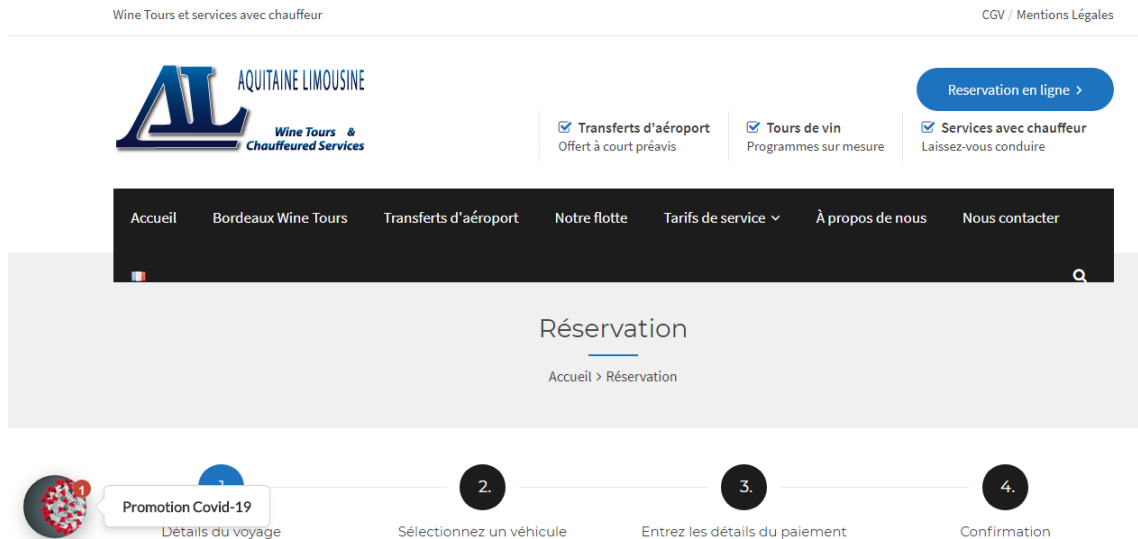 Wine Tours et services avec chauffeur
CGV / Mentions Légales
AL
AQUITAINE LIMOUSINE
Wine Tours &
Chauffeured Services
Reservation en ligne >
Transferts d'aéroport
Offert à court préavis
Tours de vin
Programmes sur mesure
Services avec chauffeur
Laissez-vous conduire
Accueil Bordeaux Wine Tours Transferts d'aéroport Notre flotte Tarifs de service À propos de nous Nous contacter
Réservation
Accueil > Réservation
1
Promotion Covid-19
2.
3.
4.
Détails du voyage
Sélectionnez un véhicule
Entrez les détails du paiement
Confirmation